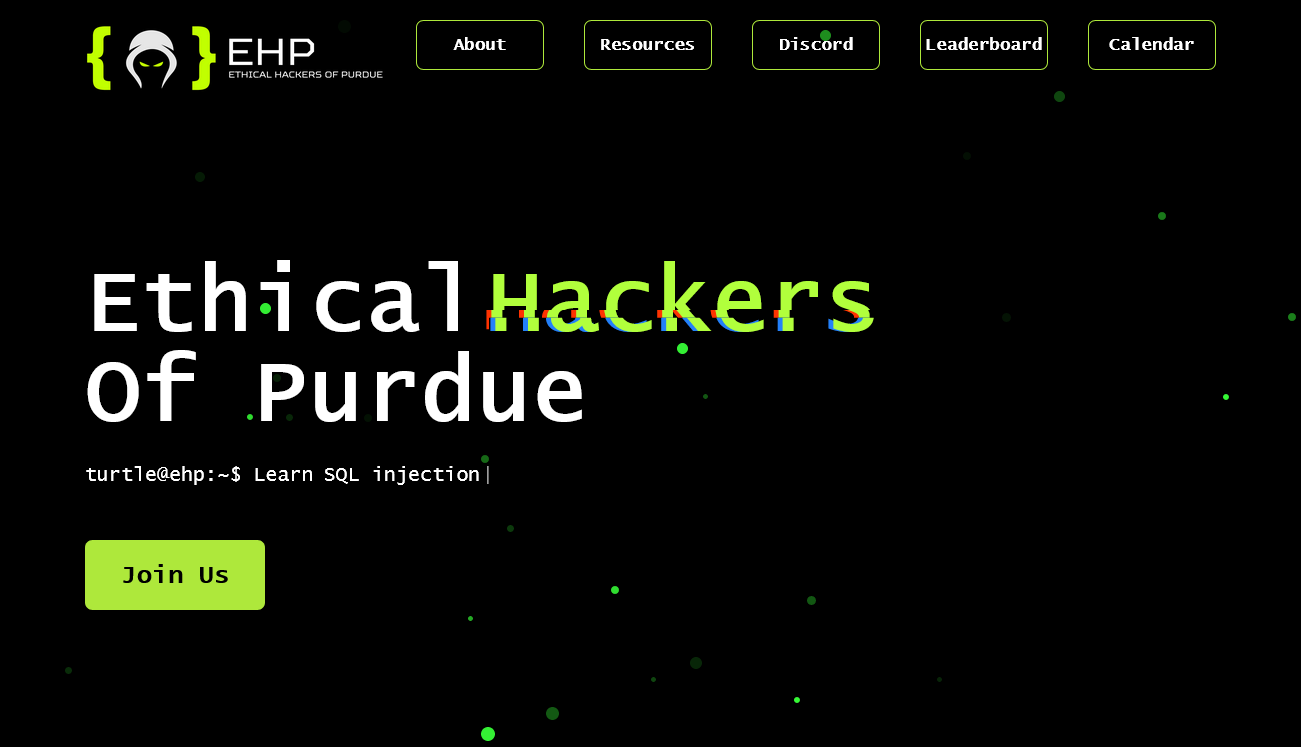 { } EHP
ETHICAL HACKERS OF PURDUE
About
Resources
Discord
Leaderboard
Calendar
Ethical Hackers
Of Purdue
turtle@ehp:~$ Learn SQL injection|
Join Us